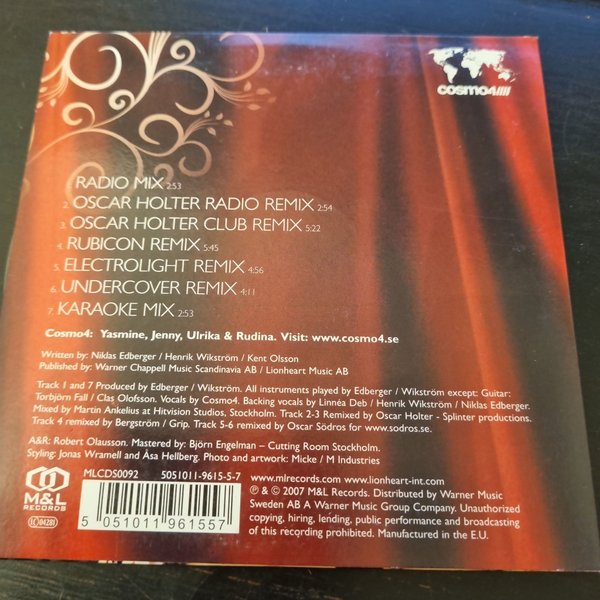 COSMO4////
RADIO MIX 2:53
2. OSCAR HOLTER RADIO REMIX 2:54
3. OSCAR HOLTER CLUB REMIX 5:22
4. RUBICON REMIX 5:45
5. ELECTROLIGHT REMIX 4:56
6. UNDERCOVER REMIX 4:11
7. KARAOKE MIX 2:53
Cosmo4: Yasmine, Jenny, Ulrika & Rudina. Visit: www.cosmo4.se
Written by: Niklas Edberger / Henrik Wikström / Kent Olsson
Published by: Warner Chappell Music Scandinavia AB / Lionheart Music AB
Track 1 and 7 Produced by Edberger / Wikström. All instruments played by Edberger / Wikström except: Guitar:
Torbjörn Fall / Clas Olofsson. Vocals by Cosmo4. Backing vocals by Linnéa Deb / Henrik Wikström / Niklas Edberger.
Mixed by Martin Ankelius at Hitvision Studios, Stockholm. Track 2-3 Remixed by Oscar Holter - Splinter productions.
Track 4 remixed by Bergström / Grip. Track 5-6 remixed by Oscar Södros for www.sodros.se.
A&R: Robert Olausson. Mastered by: Björn Engelman – Cutting Room Stockholm.
Styling: Jonas Wramell and Åsa Hellberg. Photo and artwork: Micke / M Industries
M&L
RECORDS
LC 04281
MLCDS0092 5051011-9615-5-7
5 051011 961557
www.mlrecords.com www.lionheart-int.com
℗ & © 2007 M&L Records. Distributed by Warner Music
Sweden AB A Warner Music Group Company. Unauthorized
copying, hiring, lending, public performance and broadcasting
of this recording prohibited. Manufactured in the E.U.